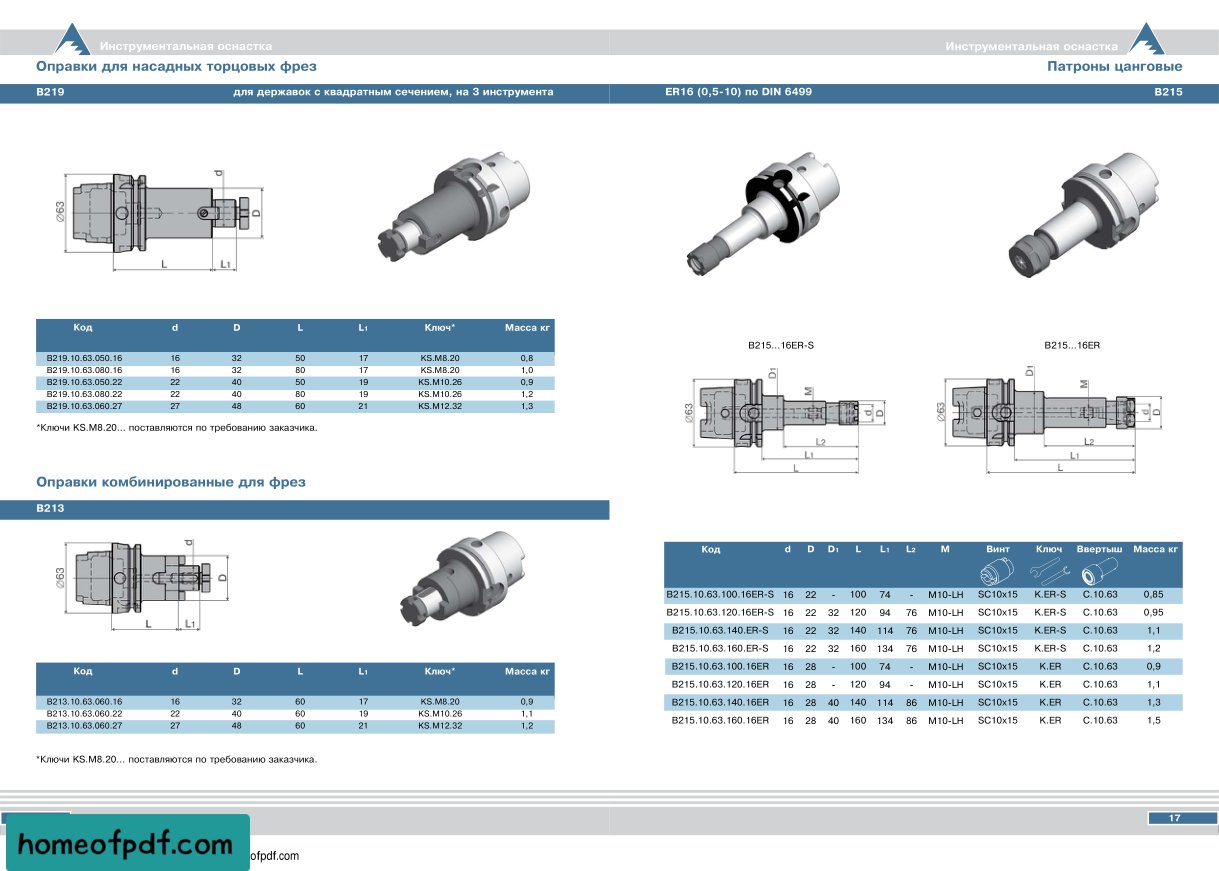 Инструментальная оснастка
Оправки для насадных торцовых фрез
B219 для державок с квадратным сечением, на 3 инструмента
Ø63 d D L L1
Код d D L L1 Ключ* Масса кг
B219.10.63.050.16 16 32 50 17 KS.M8.20 0,8
B219.10.63.080.16 16 32 80 17 KS.M8.20 1,0
B219.10.63.050.22 22 40 50 19 KS.M10.26 0,9
B219.10.63.080.22 22 40 80 19 KS.M10.26 1,2
B219.10.63.060.27 27 48 60 21 KS.M12.32 1,3
*Ключи KS.M8.20... поставляются по требованию заказчика.
Оправки комбинированные для фрез
B213
Ø63 d D L L1
Код d D L L1 Ключ* Масса кг
B213.10.63.060.16 16 32 60 17 KS.M8.20 0,9
B213.10.63.060.22 22 40 60 19 KS.M10.26 1,1
B213.10.63.060.27 27 48 60 21 KS.M12.32 1,2
*Ключи KS.M8.20... поставляются по требованию заказчика.
Инструментальная оснастка
Патроны цанговые
ER16 (0,5-10) по DIN 6499 B215
B215...16ER-S B215...16ER
Ø63 D1 M d D L2 L1 L
Ø63 D1 M d D L2 L1 L
Код d D D1 L L1 L2 M Винт Ключ Ввертыш Масса кг
B215.10.63.100.16ER-S 16 22 - 100 74 - M10-LH SC10x15 K.ER-S C.10.63 0,85
B215.10.63.120.16ER-S 16 22 32 120 94 76 M10-LH SC10x15 K.ER-S C.10.63 0,95
B215.10.63.140.ER-S 16 22 32 140 114 76 M10-LH SC10x15 K.ER-S C.10.63 1,1
B215.10.63.160.ER-S 16 22 32 160 134 76 M10-LH SC10x15 K.ER-S C.10.63 1,2
B215.10.63.100.16ER 16 28 - 100 74 - M10-LH SC10x15 K.ER C.10.63 0,9
B215.10.63.120.16ER 16 28 - 120 94 - M10-LH SC10x15 K.ER C.10.63 1,1
B215.10.63.140.16ER 16 28 40 140 114 86 M10-LH SC10x15 K.ER C.10.63 1,3
B215.10.63.160.16ER 16 28 40 160 134 86 M10-LH SC10x15 K.ER C.10.63 1,5
17
homeofpdf.com
ofpdf.com